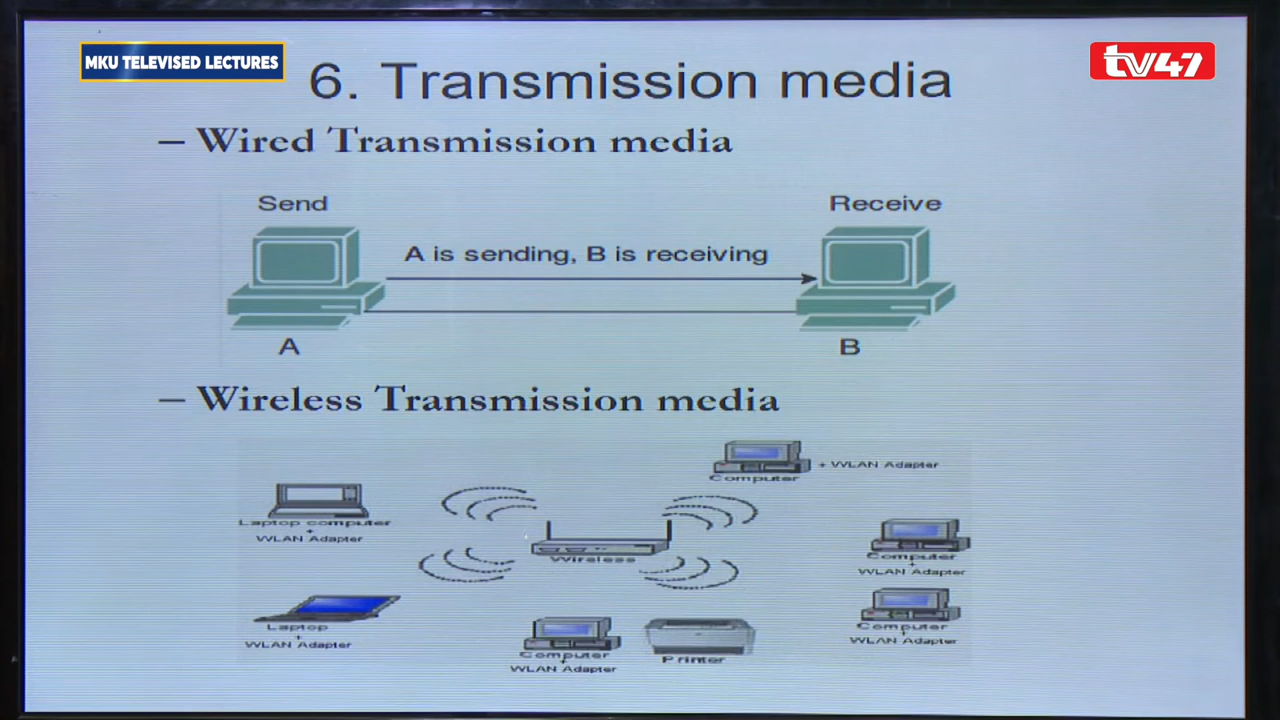 MKU TELEVISED LECTURES
tv47
6. Transmission media
– Wired Transmission media
Send
Receive
A is sending, B is receiving
A
B
– Wireless Transmission media
Computer
+ WLAN Adapter
Laptop computer
+
WLAN Adapter
Wireless
Computer
+
WLAN Adapter
Laptop
+
WLAN Adapter
Computer
+
WLAN Adapter
Computer
+
WLAN Adapter
Printer